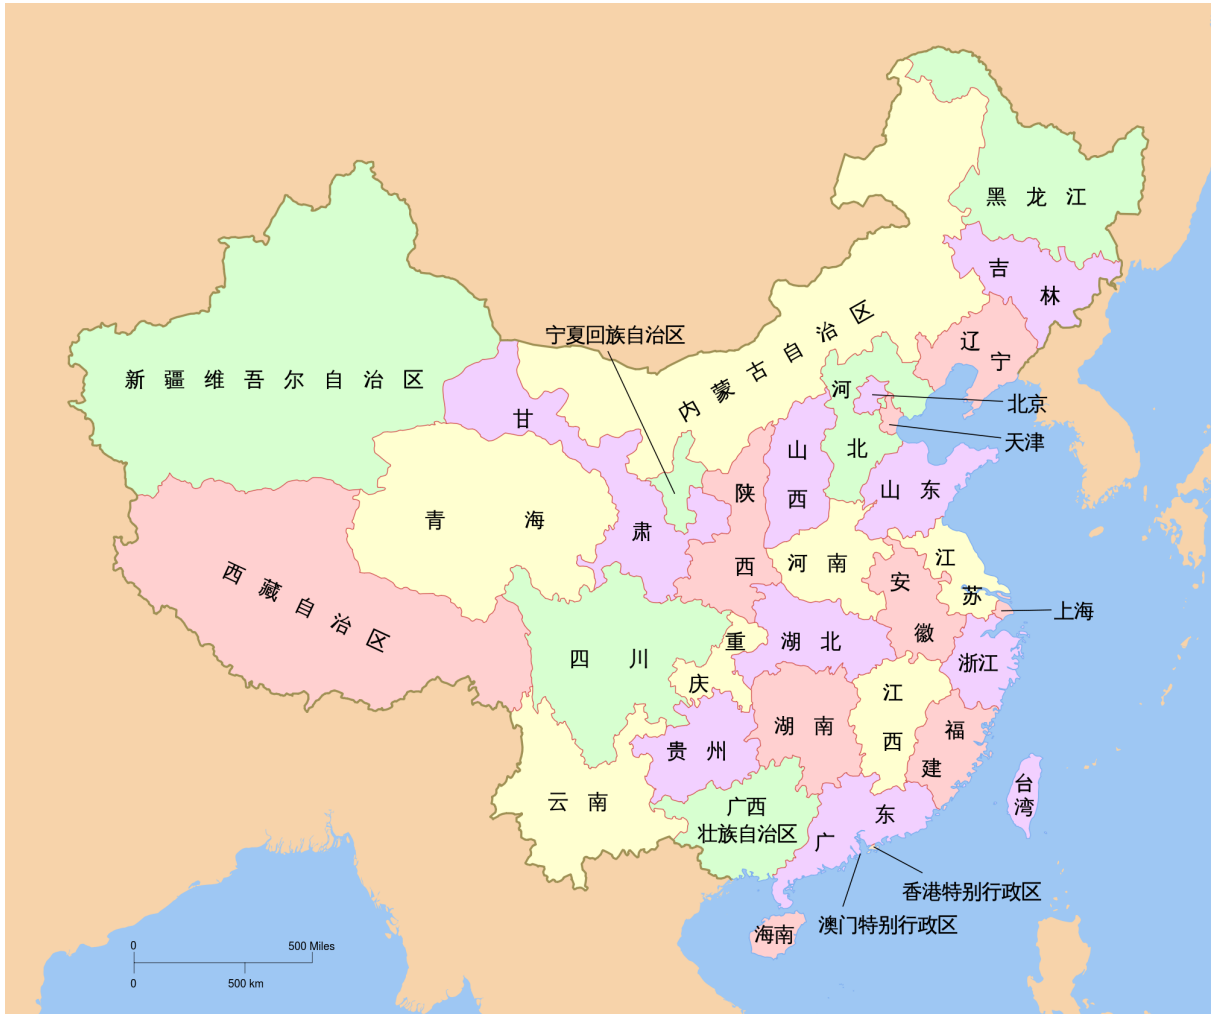 黑龙江
吉林
辽宁
宁夏回族自治区
内蒙古自治区
新疆维吾尔自治区
甘肃
河北
北京
天津
山西
山东
陕西
青海
西藏自治区
河南
江苏
安徽
上海
四川
重庆
湖北
浙江
湖南
江西
福建
贵州
云南
广西
壮族自治区
广东
台湾
香港特别行政区
澳门特别行政区
海南
0 500 Miles
0 500 km